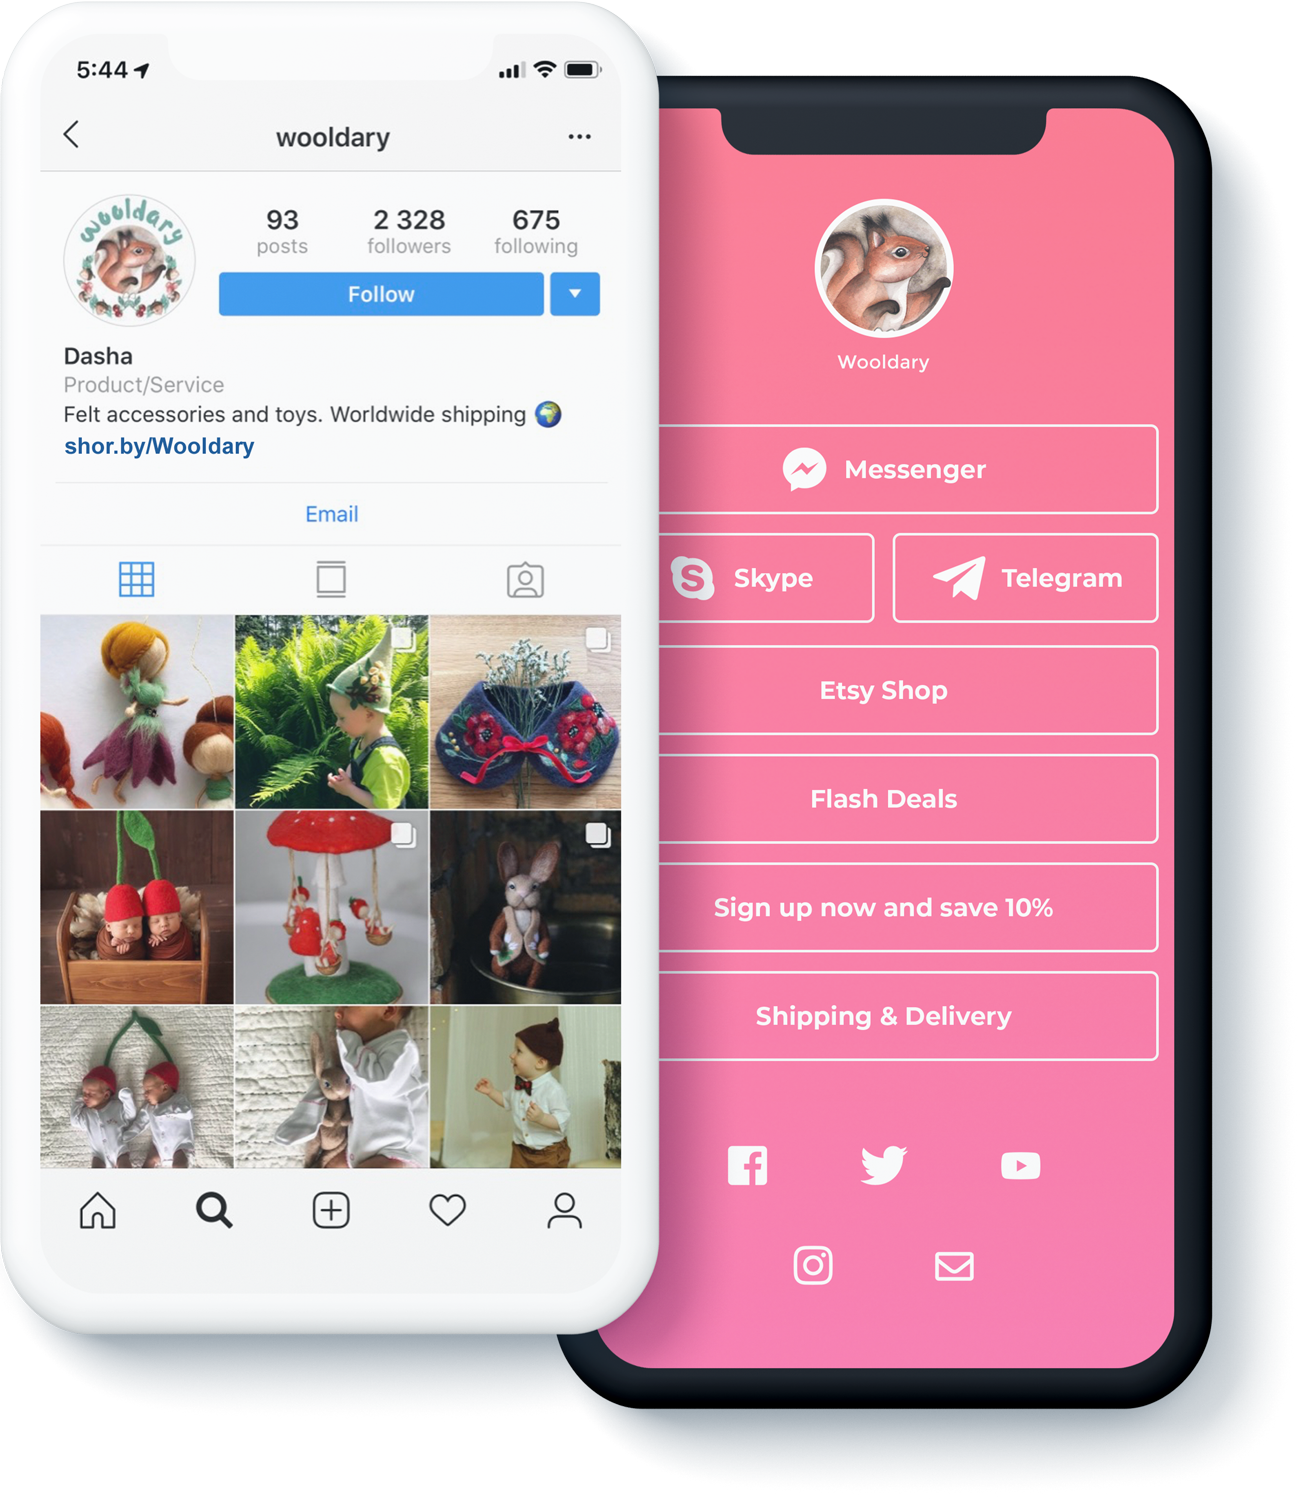 5:44
wooldary
wooldary
93
2 328
675
posts
followers
following
Follow
Dasha
Product/Service
Felt accessories and toys. Worldwide shipping
shor.by/Wooldary
Email
Wooldary
Messenger
Skype
Telegram
Etsy Shop
Flash Deals
Sign up now and save 10%
Shipping & Delivery